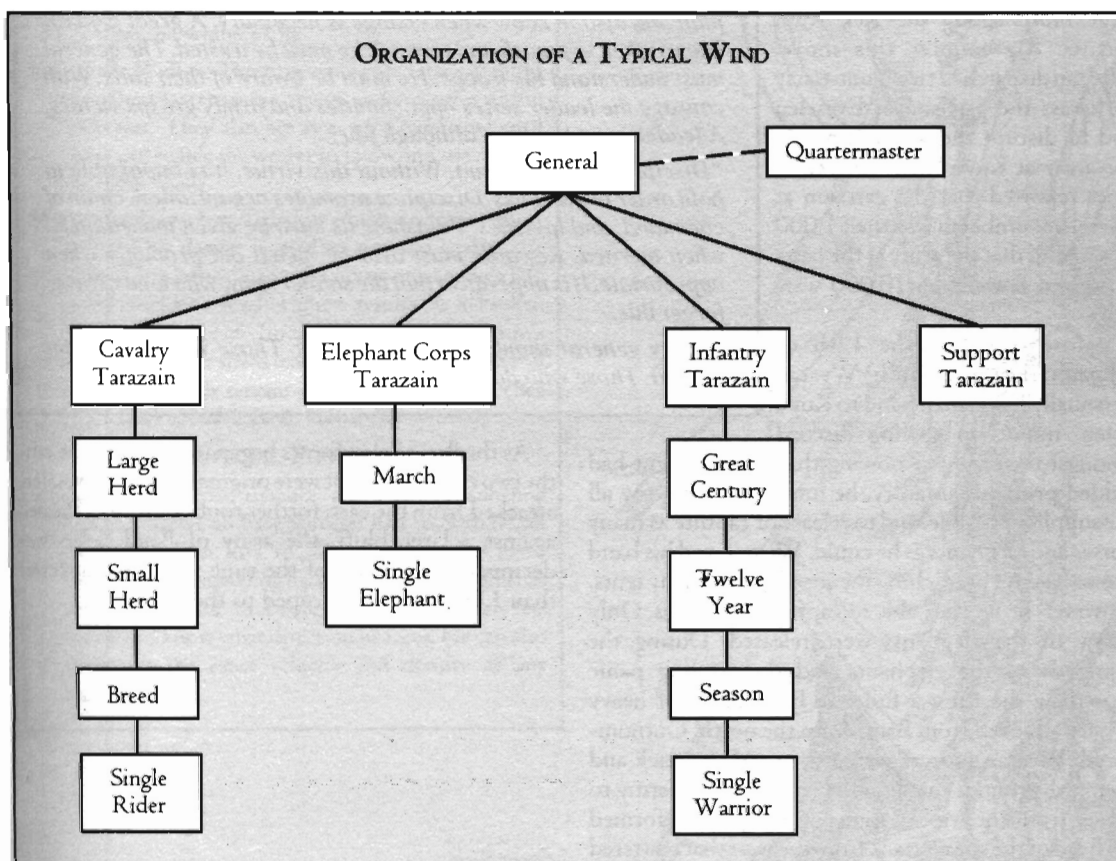 ORGANIZATION OF A TYPICAL WIND
General
Quartermaster
Cavalry
Tarazain
Elephant Corps
Tarazain
Infantry
Tarazain
Support
Tarazain
Large
Herd
March
Great
Century
Small
Herd
Single
Elephant
Twelve
Year
Breed
Season
Single
Rider
Single
Warrior